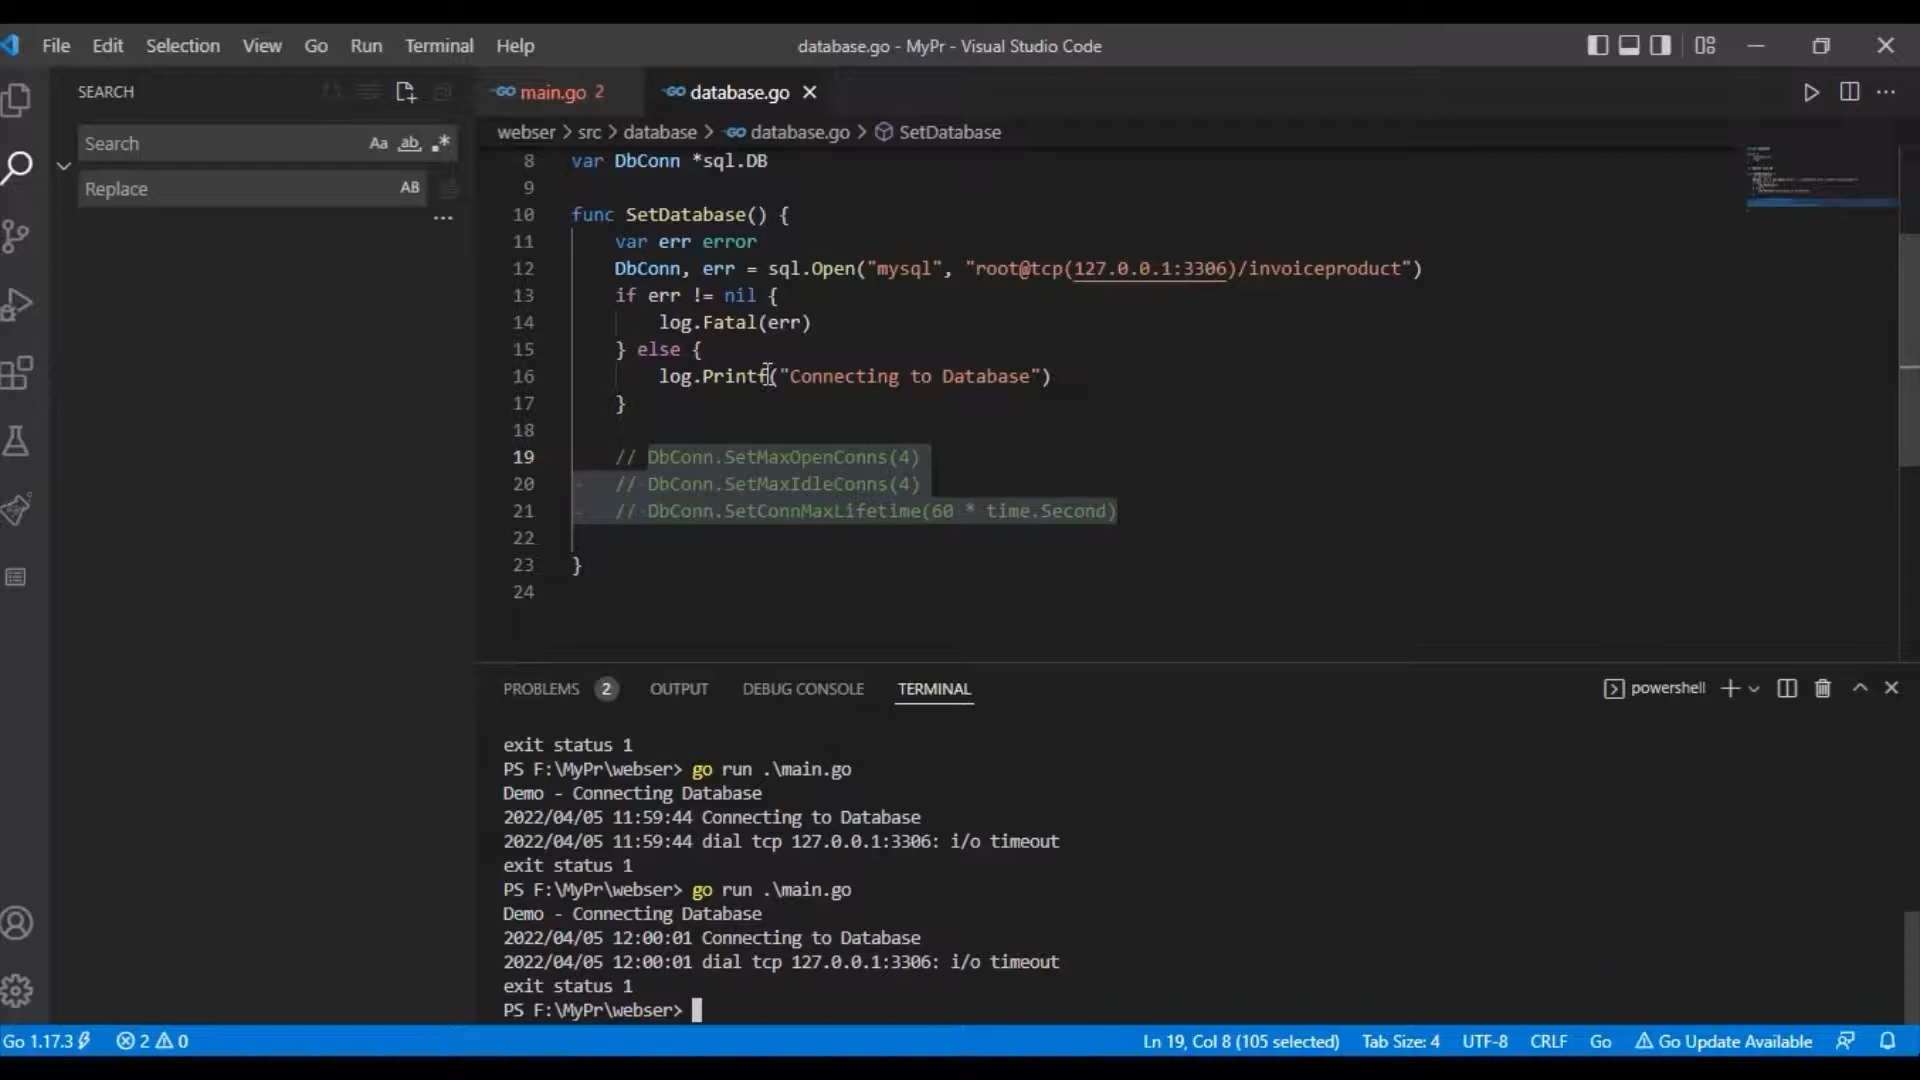 File Edit Selection View Go Run Terminal Help
database.go - MyPr - Visual Studio Code
SEARCH
Search
Aa ab .*
Replace
AB
main.go 2
database.go
webser > src > database > database.go > SetDatabase
8 var DbConn *sql.DB
9
10 func SetDatabase() {
11 var err error
12 DbConn, err = sql.Open("mysql", "root@tcp(127.0.0.1:3306)/invoiceproduct")
13 if err != nil {
14 log.Fatal(err)
15 } else {
16 log.Printf("Connecting to Database")
17 }
18
19 // DbConn.SetMaxOpenConns(4)
20 // DbConn.SetMaxIdleConns(4)
21 // DbConn.SetConnMaxLifetime(60 * time.Second)
22
23 }
24
PROBLEMS 2 OUTPUT DEBUG CONSOLE TERMINAL
powershell
exit status 1
PS F:\MyPr\webser> go run .\main.go
Demo - Connecting Database
2022/04/05 11:59:44 Connecting to Database
2022/04/05 11:59:44 dial tcp 127.0.0.1:3306: i/o timeout
exit status 1
PS F:\MyPr\webser> go run .\main.go
Demo - Connecting Database
2022/04/05 12:00:01 Connecting to Database
2022/04/05 12:00:01 dial tcp 127.0.0.1:3306: i/o timeout
exit status 1
PS F:\MyPr\webser>
Go 1.17.3 2 0 Ln 19, Col 8 (105 selected) Tab Size: 4 UTF-8 CRLF Go Go Update Available